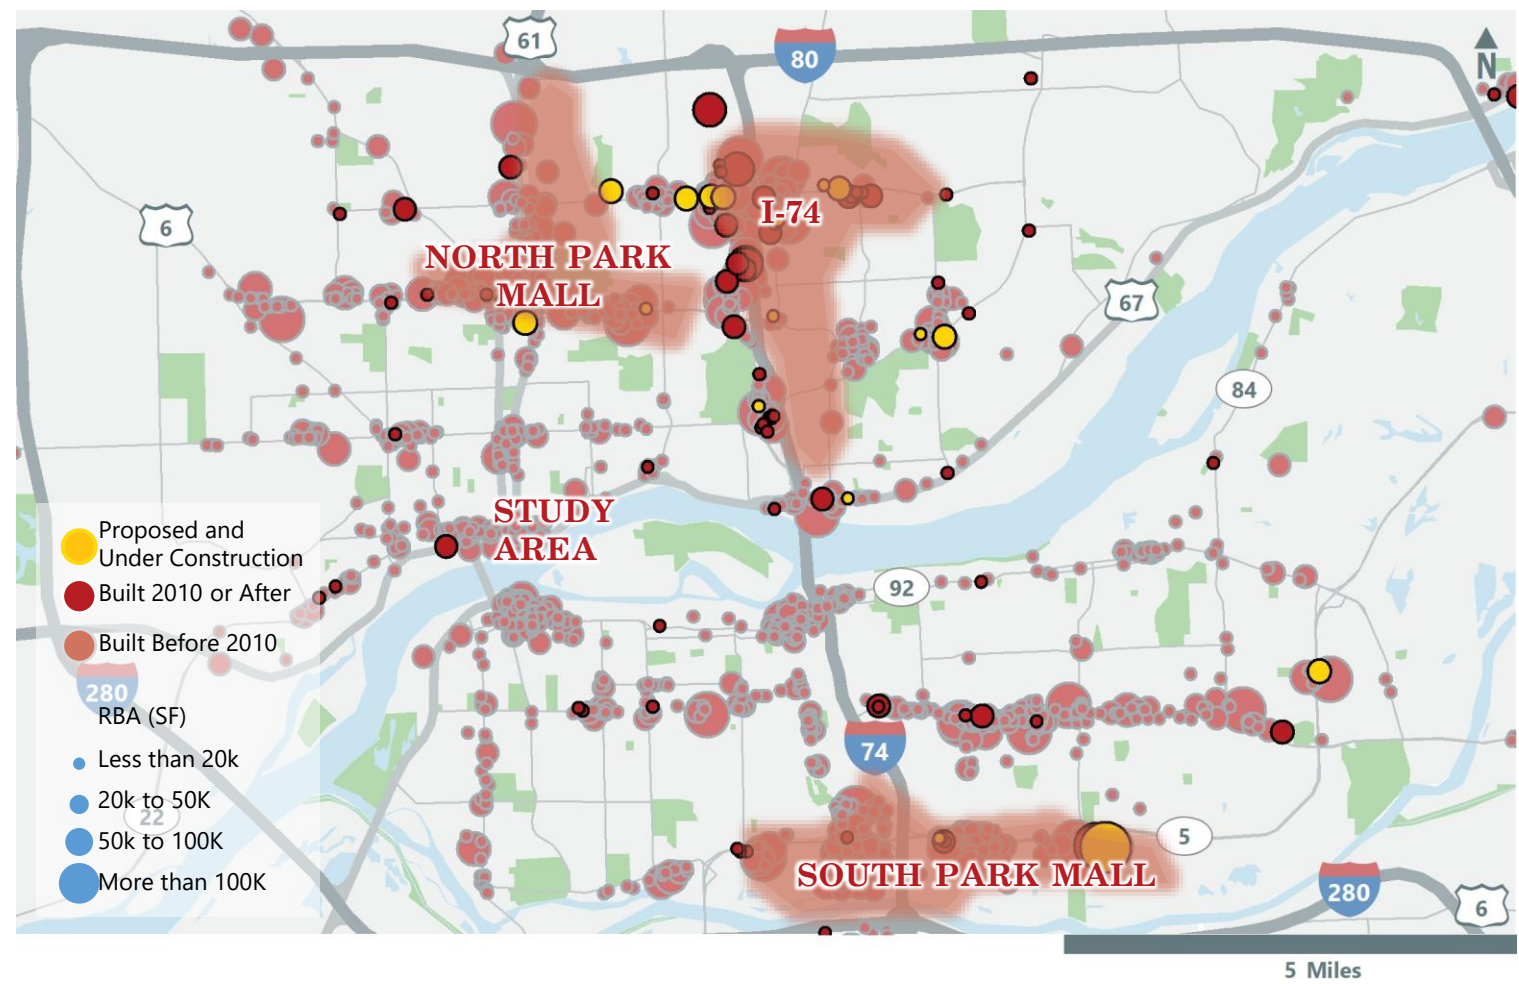 61
80
N
6
I-74
NORTH PARK
MALL
67
84
STUDY
AREA
Proposed and
Under Construction
Built 2010 or After
92
Built Before 2010
280
RBA (SF)
74
Less than 20k
20k to 50K
22
50k to 100K
5
More than 100K
SOUTH PARK MALL
280
6
5 Miles